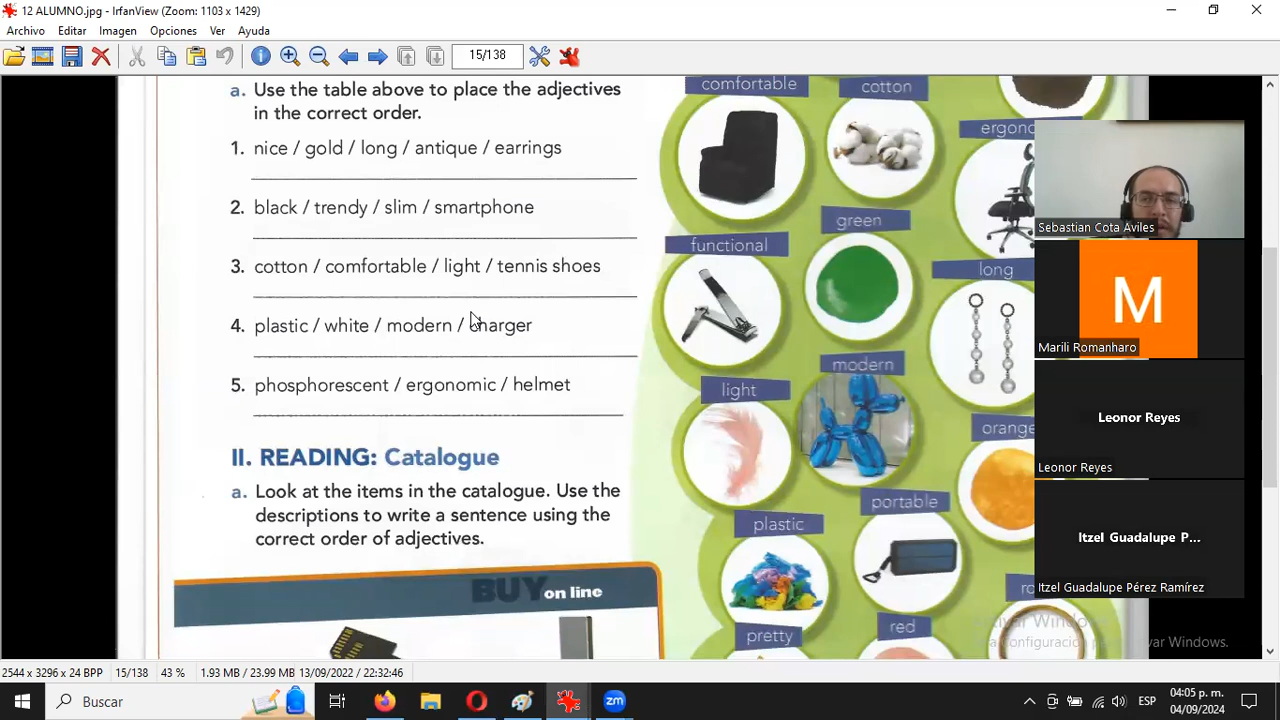 12 ALUMNO.jpg - IrfanView (Zoom: 1103 x 1429)
Archivo Editar Imagen Opciones Ver Ayuda
15/138
a. Use the table above to place the adjectives
in the correct order.
1. nice / gold / long / antique / earrings
2. black / trendy / slim / smartphone
3. cotton / comfortable / light / tennis shoes
4. plastic / white / modern / charger
5. phosphorescent / ergonomic / helmet
II. READING: Catalogue
a. Look at the items in the catalogue. Use the
descriptions to write a sentence using the
correct order of adjectives.
BUY on line
comfortable
cotton
green
functional
long
modern
light
portable
plastic
pretty
red
Sebastian Cota Aviles
M
Marili Romanharo
Leonor Reyes
Leonor Reyes
Itzel Guadalupe P...
Itzel Guadalupe Pérez Ramírez
2544 x 3296 x 24 BPP 15/138 43 % 1.93 MB / 23.99 MB 13/09/2022 / 22:32:46
Buscar
zm
ESP
04:05 p. m.
04/09/2024